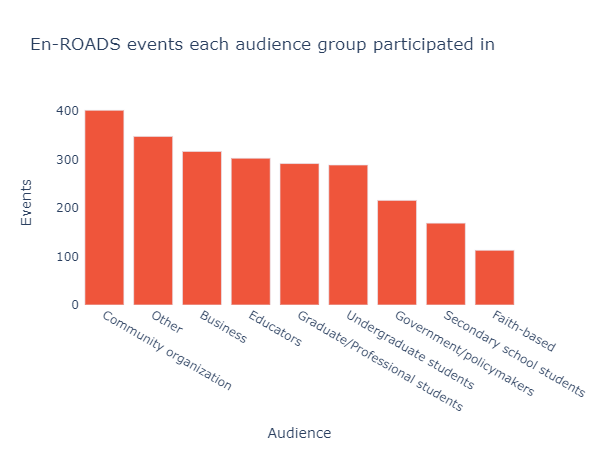 En-ROADS events each audience group participated in
400
300
200
100
0
Events
Community organization
Other
Business
Educators
Graduate/Professional students
Undergraduate students
Government/policymakers
Secondary school students
Faith-based
Audience